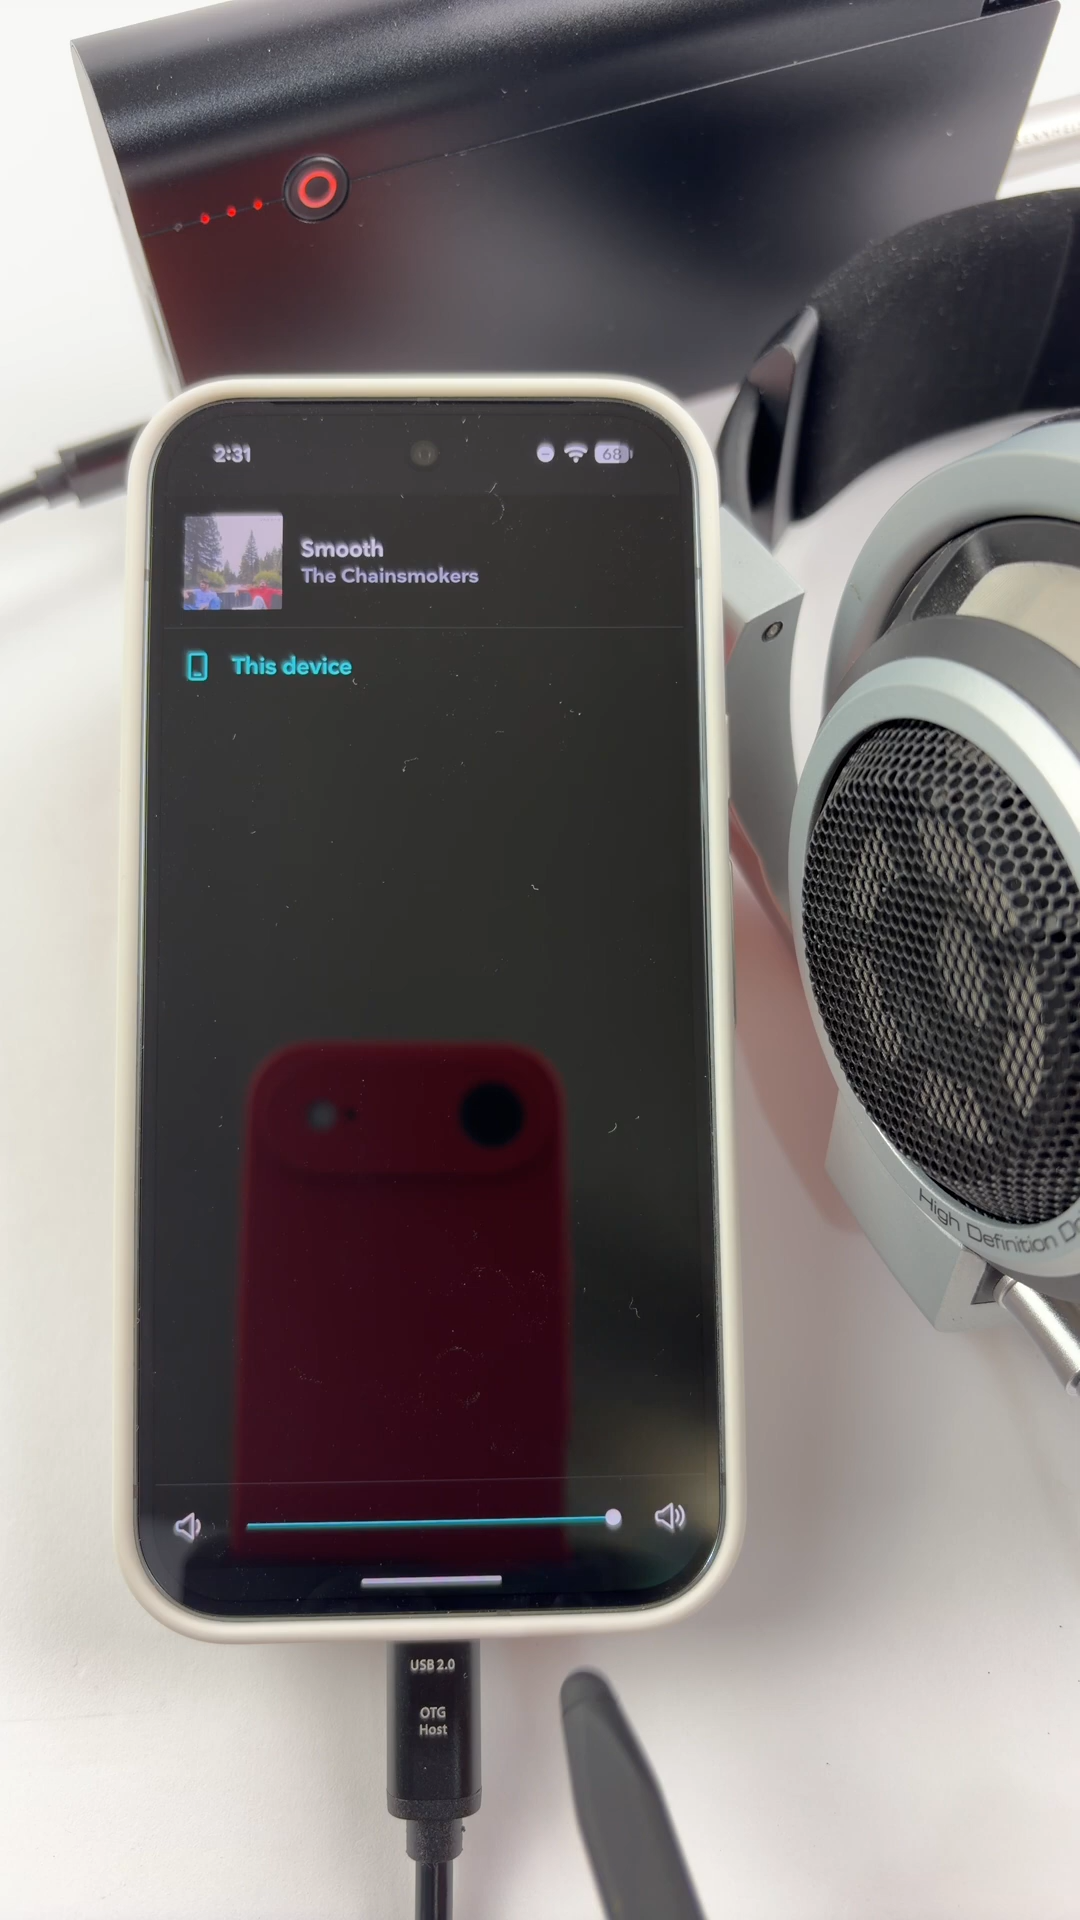 2:31
68
Smooth
The Chainsmokers
This device
High Definition
USB 2.0
OTG
Host